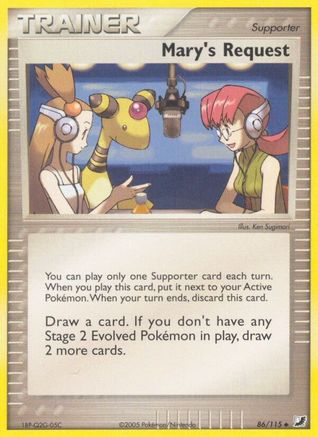 TRAINER
Supporter
Mary's Request
Illus. Ken Sugimori
You can play only one Supporter card each turn.
When you play this card, put it next to your Active
Pokémon. When your turn ends, discard this card.
Draw a card. If you don't have any
Stage 2 Evolved Pokémon in play, draw
2 more cards.
18P-Q2G-05C
©2005 Pokémon/Nintendo
86/115 ◆